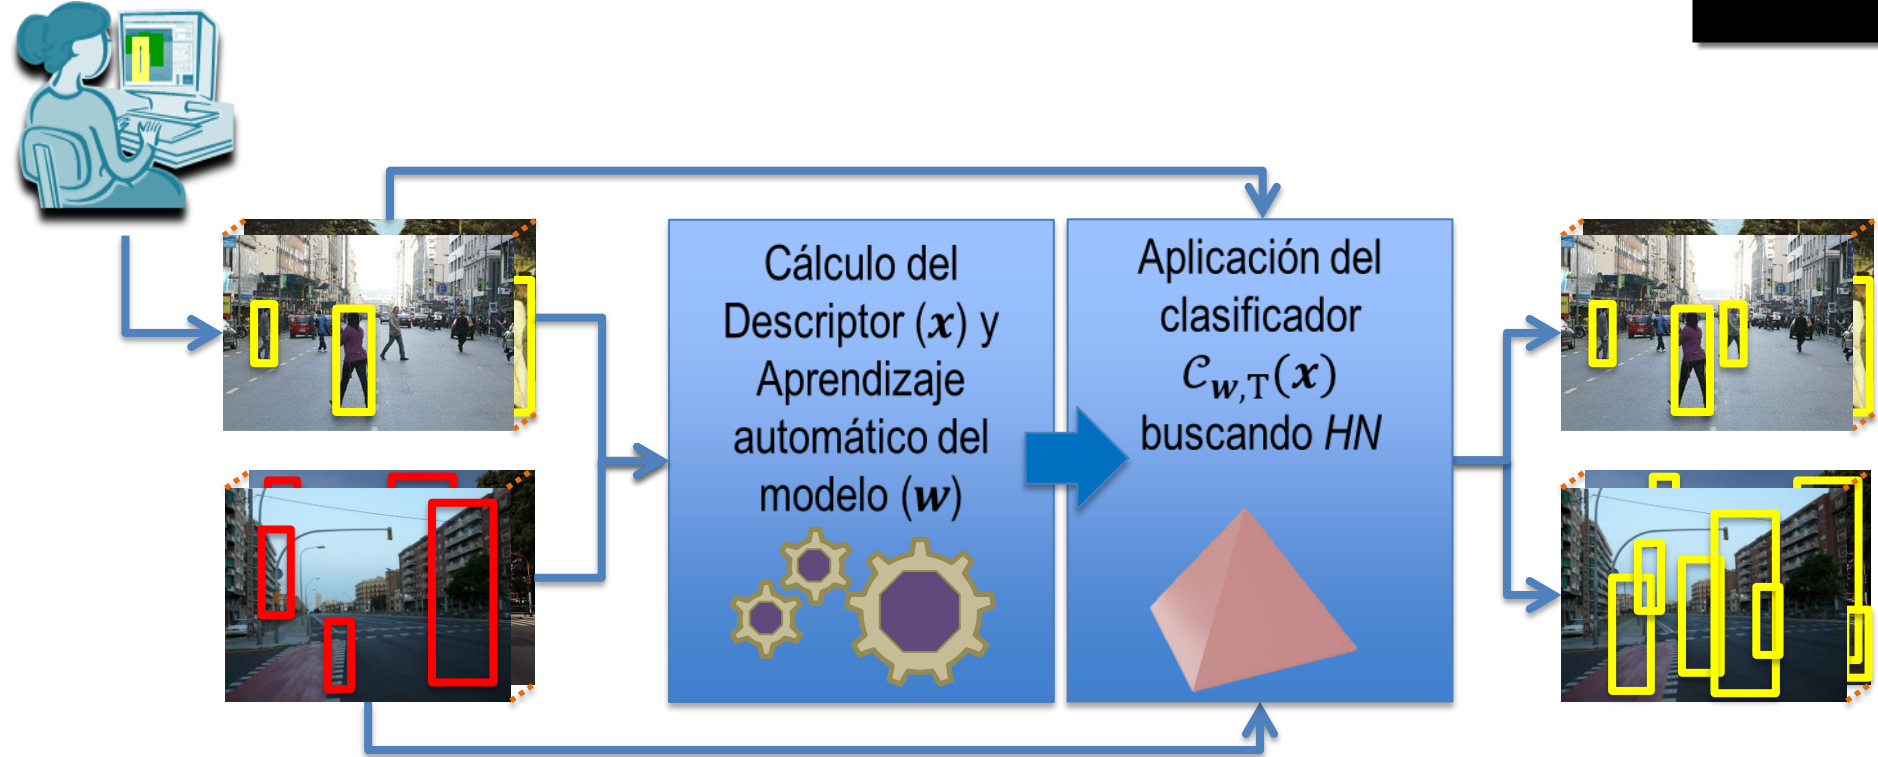 Cálculo del
Descriptor (x) y
Aprendizaje
automático del
modelo (w)
Aplicación del
clasificador
𝒞w,T(x)
buscando HN